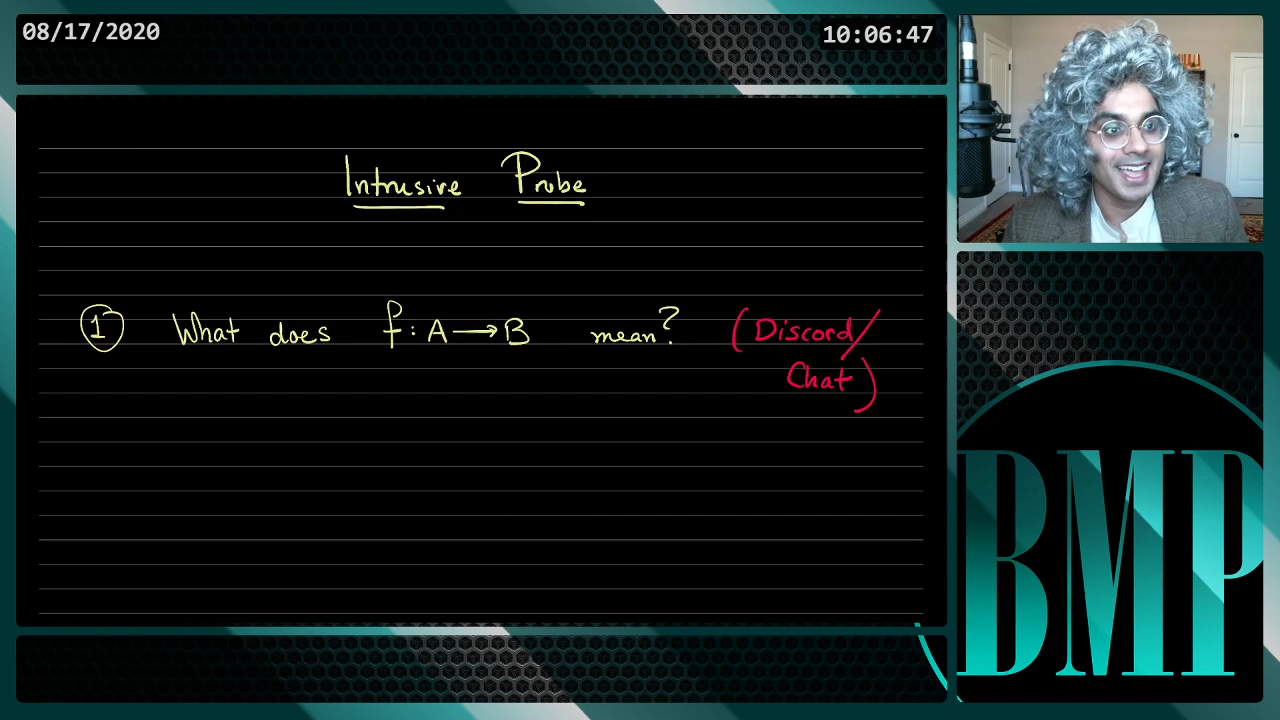 08/17/2020
10:06:47
Intrusive Probe
① What does f: A → B mean? (Discord/
Chat)
BMP